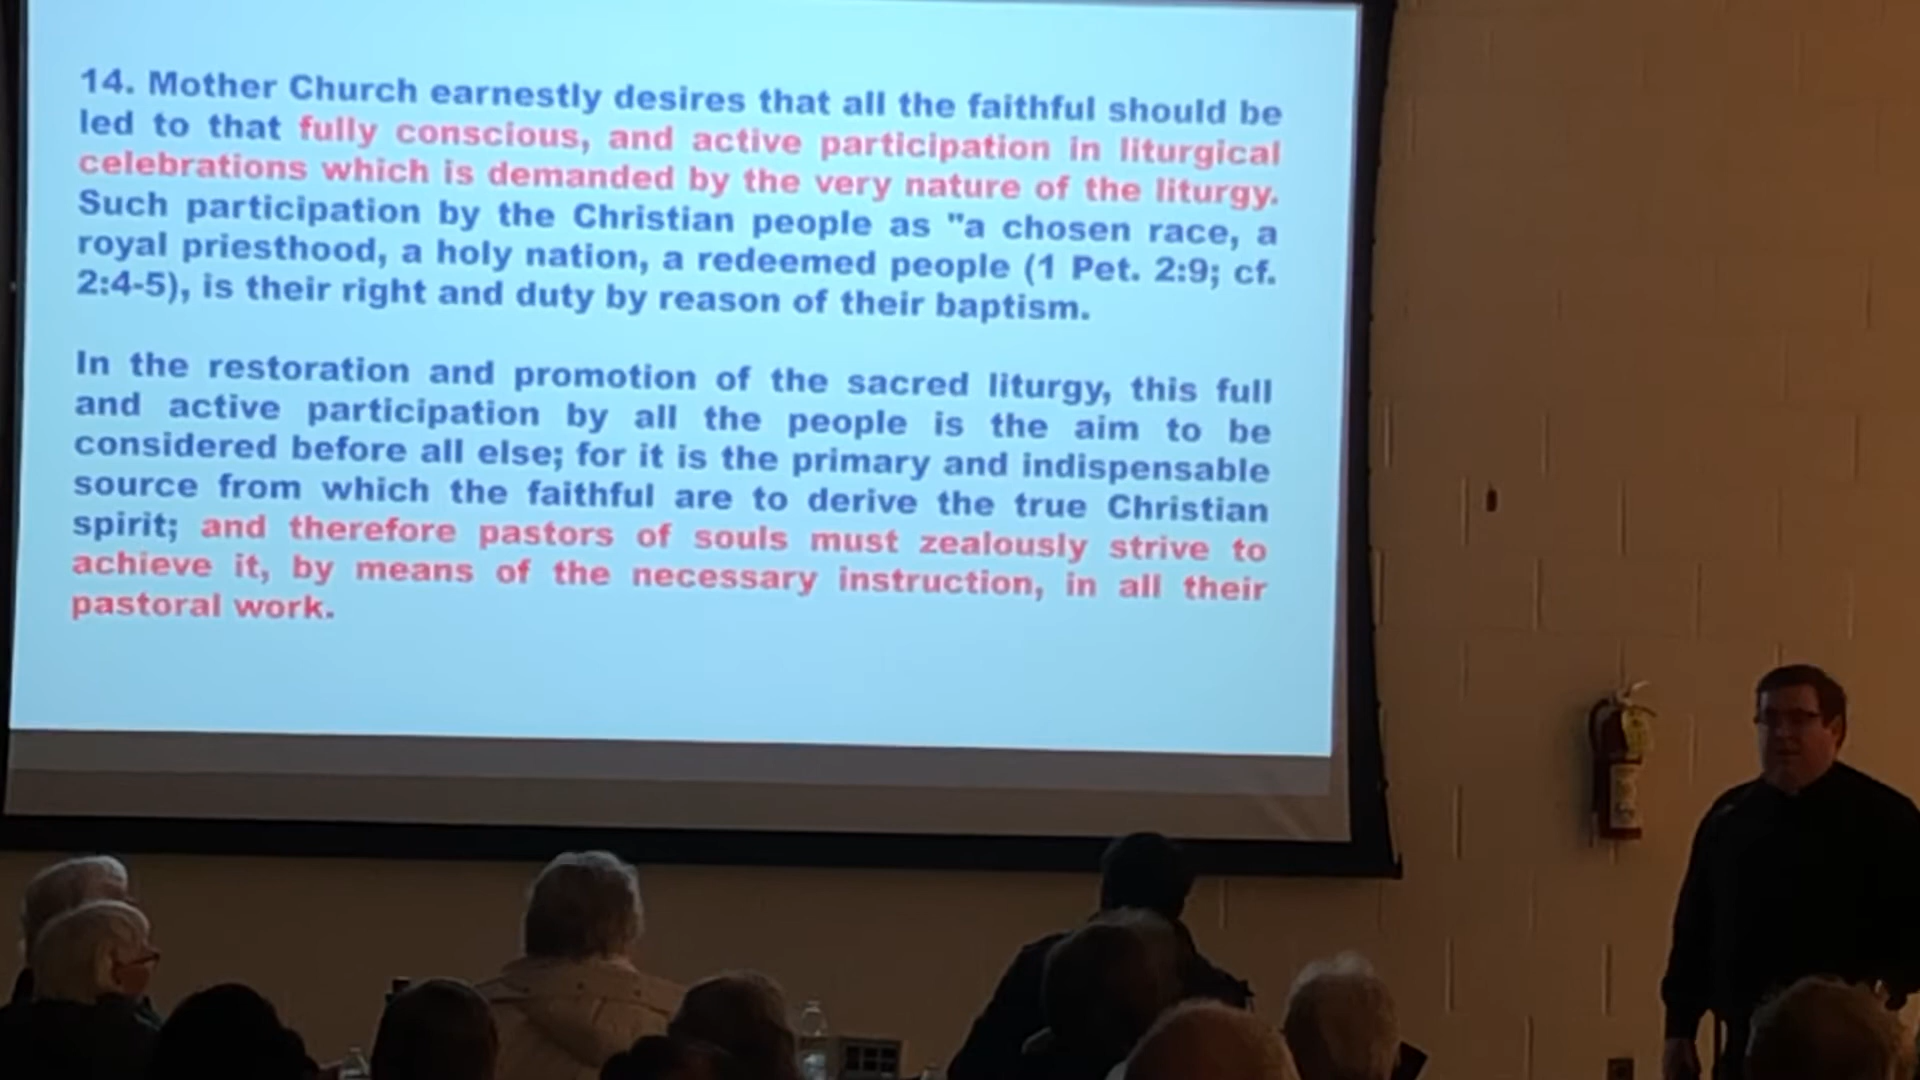 14. Mother Church earnestly desires that all the faithful should be
led to that fully conscious, and active participation in liturgical
celebrations which is demanded by the very nature of the liturgy.
Such participation by the Christian people as "a chosen race, a
royal priesthood, a holy nation, a redeemed people (1 Pet. 2:9; cf.
2:4-5), is their right and duty by reason of their baptism.
In the restoration and promotion of the sacred liturgy, this full
and active participation by all the people is the aim to be
considered before all else; for it is the primary and indispensable
source from which the faithful are to derive the true Christian
spirit; and therefore pastors of souls must zealously strive to
achieve it, by means of the necessary instruction, in all their
pastoral work.